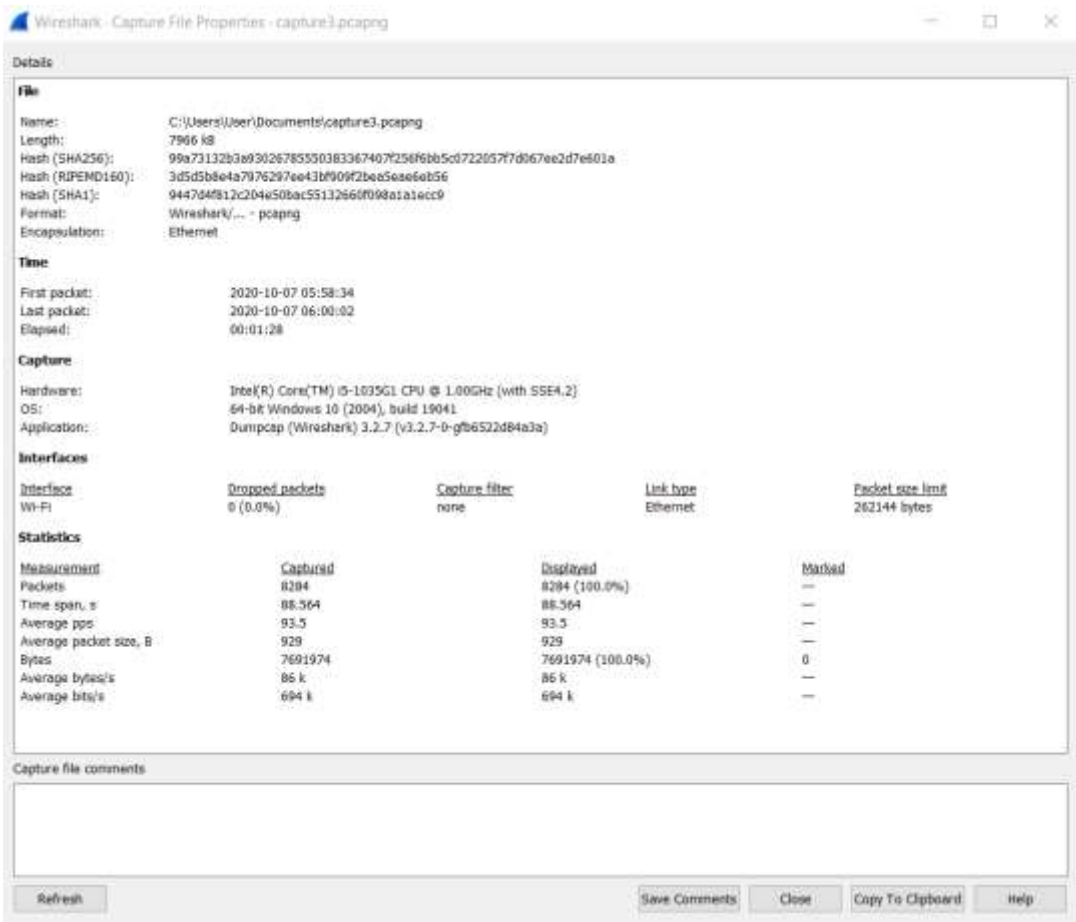 Wireshark · Capture File Properties · capture3.pcapng
Details
File
Name: C:\Users\User\Documents\capture3.pcapng
Length: 7966 kB
Hash (SHA256):
Hash (RIPEMD160):
Hash (SHA1):
Format: Wireshark/... - pcapng
Encapsulation: Ethernet
Time
First packet: 2020-10-07 05:58:34
Last packet: 2020-10-07 06:00:02
Elapsed: 00:01:28
Capture
Hardware: Intel(R) Core(TM) i5-1035G1 CPU @ 1.00GHz (with SSE4.2)
OS: 64-bit Windows 10 (2004), build 19041
Application: Dumpcap (Wireshark) 3.2.7 (v3.2.7-0-gfb6522d84a3a)
Interfaces
Interface Dropped packets Capture filter Link type Packet size limit
Wi-Fi 0 (0.0%) none Ethernet 262144 bytes
Statistics
Measurement Captured Displayed Marked
Packets 8284 8284 (100.0%) —
Time span, s 88.564 88.564 —
Average pps 93.5 93.5 —
Average packet size, B 929 929 —
Bytes 7691974 7691974 (100.0%) 0
Average bytes/s 86 k 86 k —
Average bits/s 694 k 694 k —
Capture file comments
Refresh Save Comments Close Copy To Clipboard Help